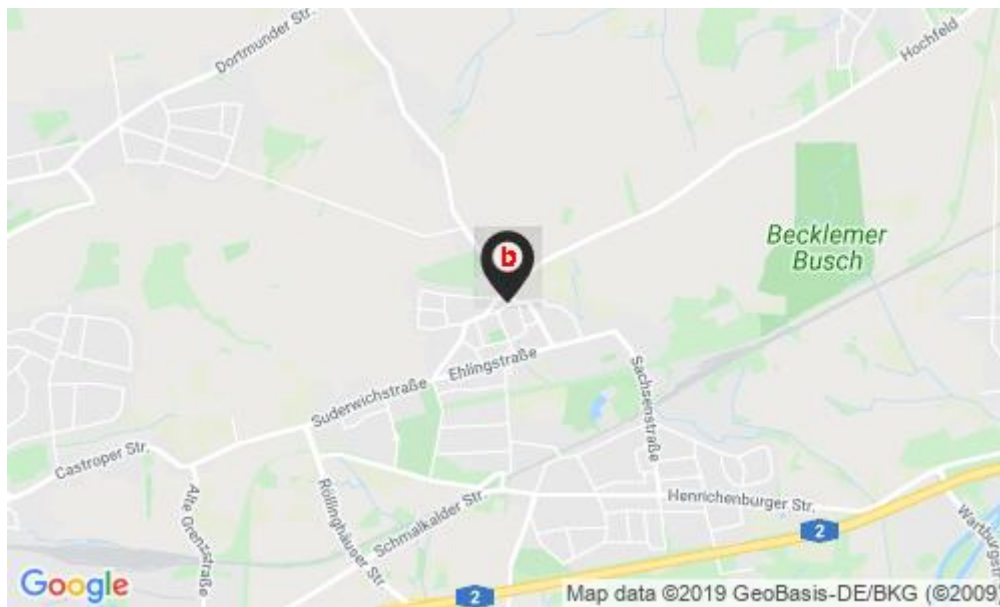 Dortmunder Str.
Hochfeld
b
Becklemer
Busch
Ehlingstraße
Sachsenstraße
Suderwichstraße
Castroper Str.
Alte Grenzstraße
Röllinghäuser Str.
Schmalkalder Str.
Henrichenburger Str.
2
Wartburgstr
2
Google
Map data ©2019 GeoBasis-DE/BKG (©2009)